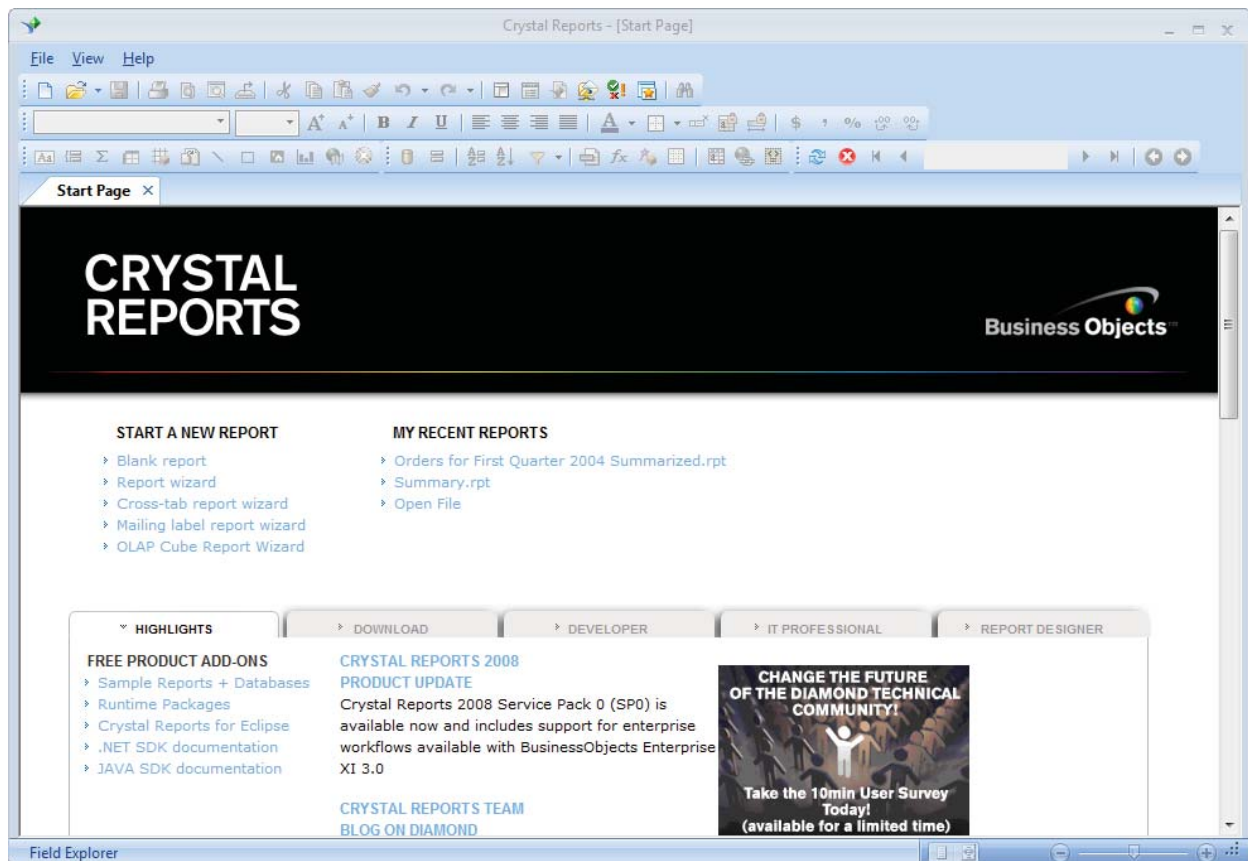 Crystal Reports - [Start Page]
File View Help
B I U $ , %
Start Page
CRYSTAL
REPORTS
Business Objects™
START A NEW REPORT
Blank report
Report wizard
Cross-tab report wizard
Mailing label report wizard
OLAP Cube Report Wizard
MY RECENT REPORTS
Orders for First Quarter 2004 Summarized.rpt
Summary.rpt
Open File
HIGHLIGHTS
DOWNLOAD
DEVELOPER
IT PROFESSIONAL
REPORT DESIGNER
FREE PRODUCT ADD-ONS
Sample Reports + Databases
Runtime Packages
Crystal Reports for Eclipse
.NET SDK documentation
JAVA SDK documentation
CRYSTAL REPORTS 2008
PRODUCT UPDATE
Crystal Reports 2008 Service Pack 0 (SP0) is
available now and includes support for enterprise
workflows available with BusinessObjects Enterprise
XI 3.0
CRYSTAL REPORTS TEAM
BLOG ON DIAMOND
CHANGE THE FUTURE
OF THE DIAMOND TECHNICAL
COMMUNITY!
Take the 10min User Survey
Today!
(available for a limited time)
Field Explorer